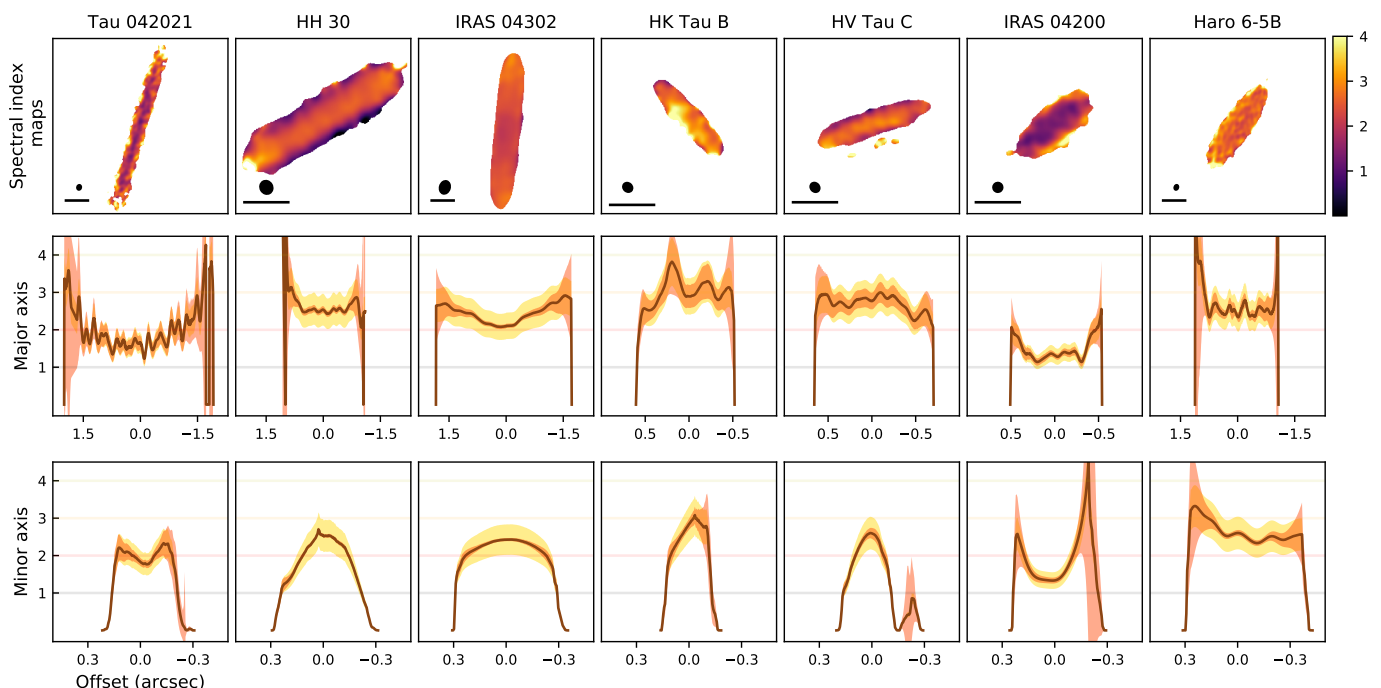 Tau 042021 HH 30 IRAS 04302 HK Tau B HV Tau C IRAS 04200 Haro 6-5B
Spectral index
maps
4
3
2
1
Major axis
4
3
2
1
1.5 0.0 −1.5 1.5 0.0 −1.5 1.5 0.0 −1.5 0.5 0.0 −0.5 0.5 0.0 −0.5 0.5 0.0 −0.5 1.5 0.0 −1.5
Minor axis
4
3
2
1
0.3 0.0 −0.3 0.3 0.0 −0.3 0.3 0.0 −0.3 0.3 0.0 −0.3 0.3 0.0 −0.3 0.3 0.0 −0.3 0.3 0.0 −0.3
Offset (arcsec)